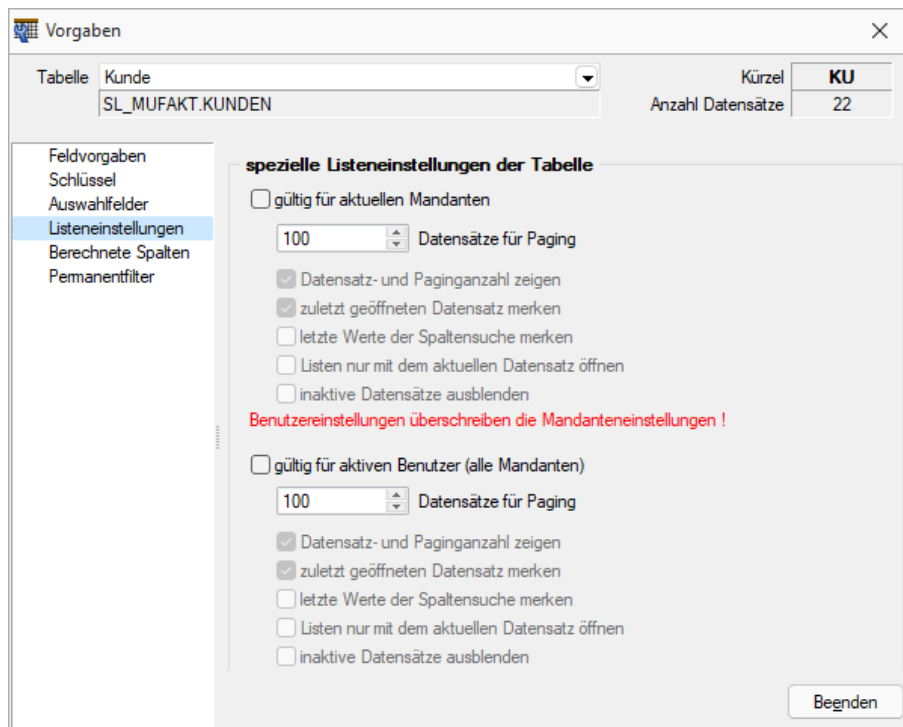 Vorgaben
Tabelle Kunde Kürzel KU
SL_MUFAKT.KUNDEN Anzahl Datensätze 22
Feldvorgaben
Schlüssel
Auswahlfelder
Listeneinstellungen
Berechnete Spalten
Permanentfilter
spezielle Listeneinstellungen der Tabelle
gültig für aktuellen Mandanten
100 Datensätze für Paging
Datensatz- und Paginganzahl zeigen
zuletzt geöffneten Datensatz merken
letzte Werte der Spaltensuche merken
Listen nur mit dem aktuellen Datensatz öffnen
inaktive Datensätze ausblenden
Benutzereinstellungen überschreiben die Mandanteneinstellungen !
gültig für aktiven Benutzer (alle Mandanten)
100 Datensätze für Paging
Datensatz- und Paginganzahl zeigen
zuletzt geöffneten Datensatz merken
letzte Werte der Spaltensuche merken
Listen nur mit dem aktuellen Datensatz öffnen
inaktive Datensätze ausblenden
Beenden